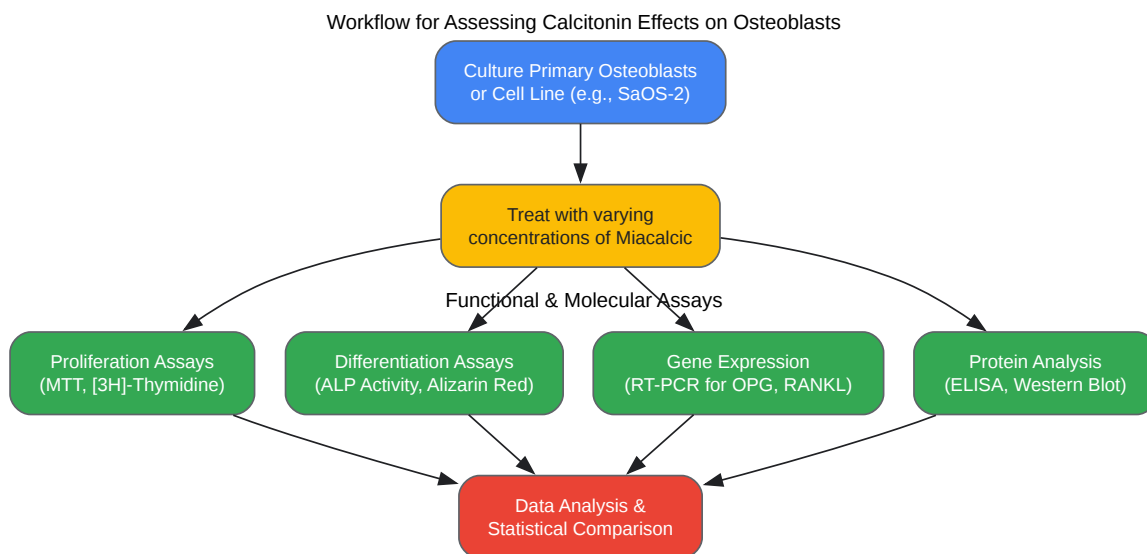 Workflow for Assessing Calcitonin Effects on Osteoblasts
Culture Primary Osteoblasts
or Cell Line (e.g., SaOS-2)
Treat with varying
concentrations of Miacalcic
Functional & Molecular Assays
Proliferation Assays
(MTT, [3H]-Thymidine)
Differentiation Assays
(ALP Activity, Alizarin Red)
Gene Expression
(RT-PCR for OPG, RANKL)
Protein Analysis
(ELISA, Western Blot)
Data Analysis &
Statistical Comparison